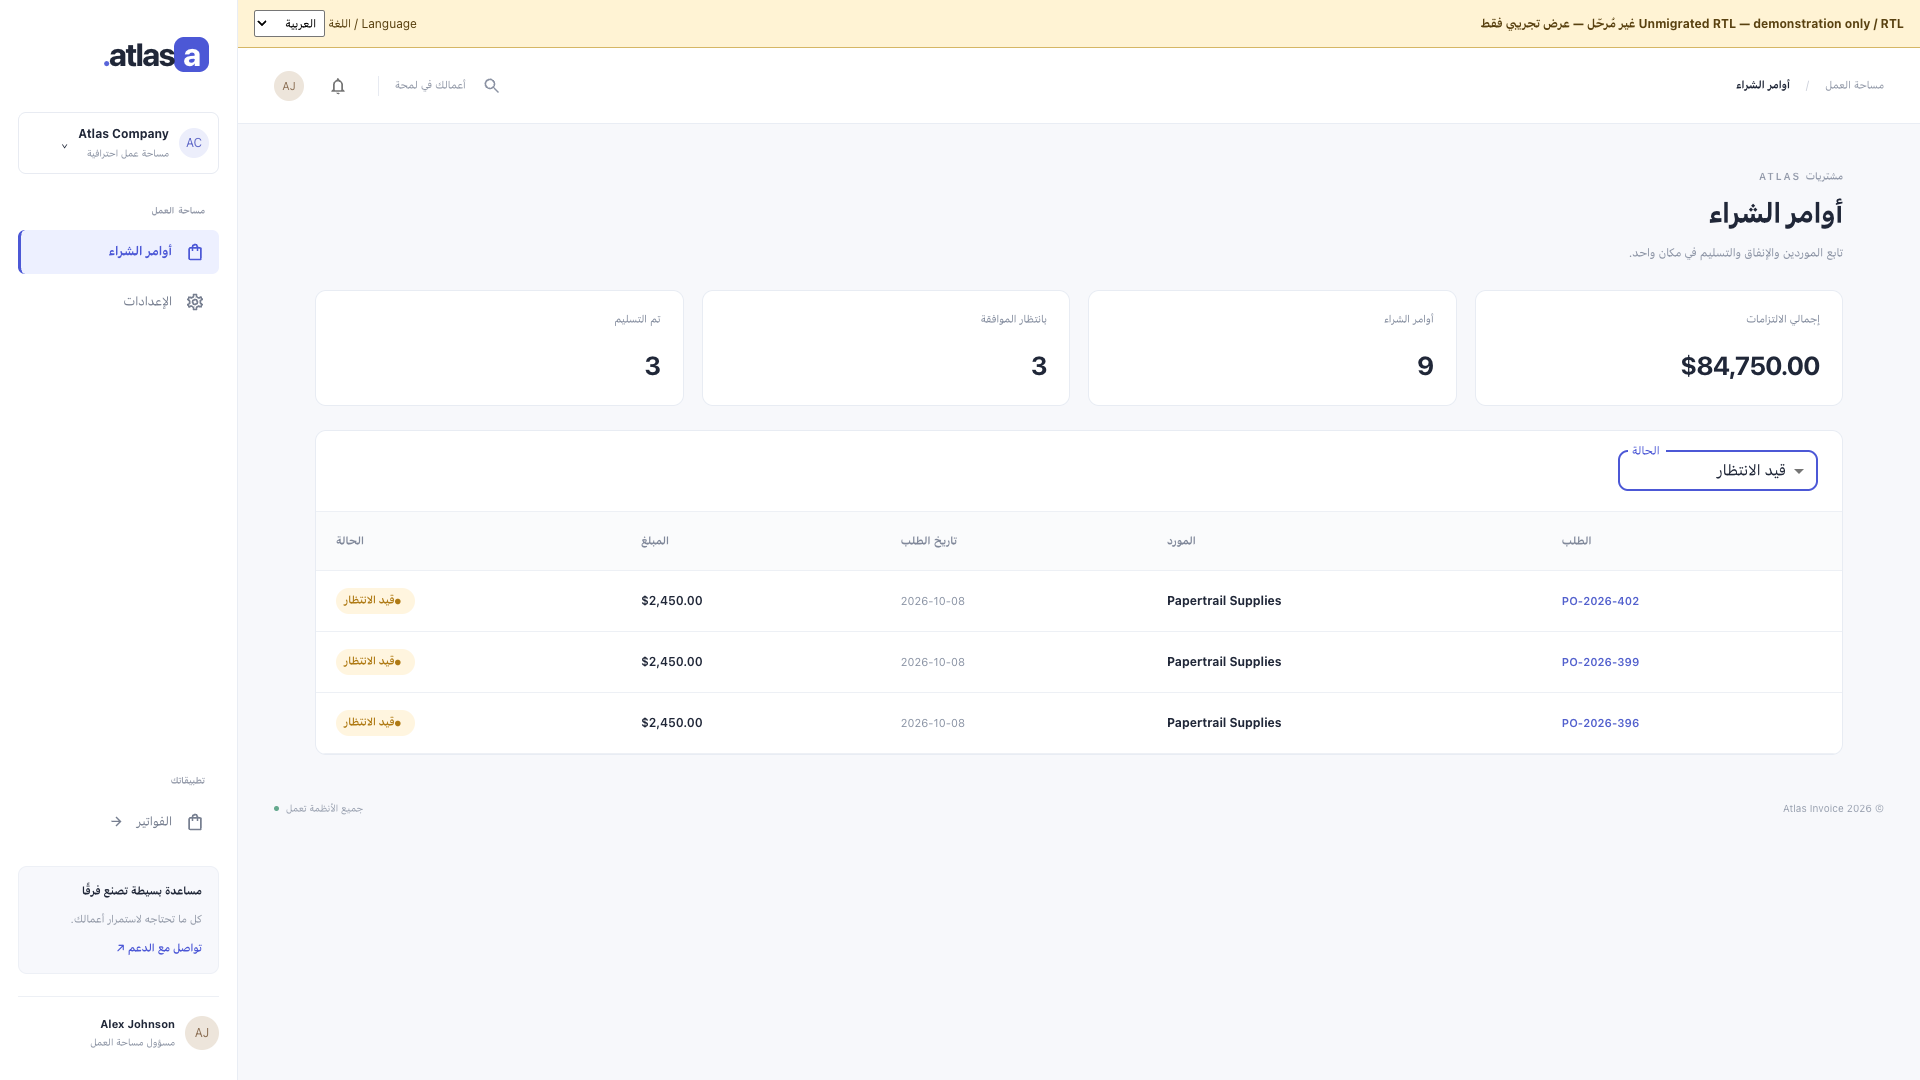 Unmigrated RTL — demonstration only / RTL غير مُرحّل — عرض تجريبي فقط
Language / اللغة
العربية
atlas.
a
AC
Atlas Company
مساحة عمل احترافية
مساحة العمل
أوامر الشراء
الإعدادات
تطبيقاتك
الفواتير →
مساعدة بسيطة تصنع فرقًا
كل ما تحتاجه لاستمرار أعمالك.
تواصل مع الدعم ↗
AJ
Alex Johnson
مسؤول مساحة العمل
مساحة العمل / أوامر الشراء
أعمالك في لمحة
AJ
مشتريات ATLAS
أوامر الشراء
تابع الموردين والإنفاق والتسليم في مكان واحد.
إجمالي الالتزامات
$84,750.00
أوامر الشراء
9
بانتظار الموافقة
3
تم التسليم
3
الحالة
قيد الانتظار
الطلب المورد تاريخ الطلب المبلغ الحالة
PO-2026-402 Papertrail Supplies 2026-10-08 $2,450.00 قيد الانتظار
PO-2026-399 Papertrail Supplies 2026-10-08 $2,450.00 قيد الانتظار
PO-2026-396 Papertrail Supplies 2026-10-08 $2,450.00 قيد الانتظار
© Atlas Invoice 2026
جميع الأنظمة تعمل